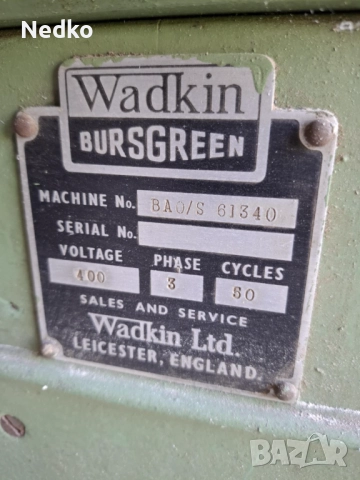 Nedko
Wadkin
BURSGREEN
MACHINE No. BAO/S 61340
SERIAL No.
VOLTAGE PHASE CYCLES
400 3 50
SALES AND SERVICE
Wadkin Ltd.
LEICESTER, ENGLAND.
BAZAR
bg